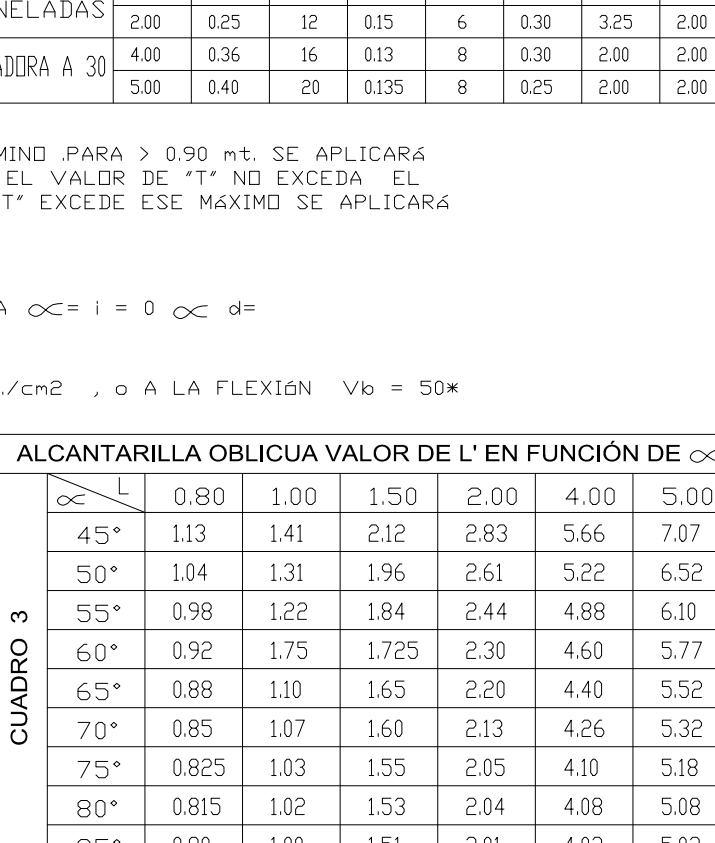 NELADAS 2.00 0.25 12 0.15 6 0.30 3.25 2.00
ADORA A 30 4.00 0.36 16 0.13 8 0.30 2.00 2.00
5.00 0.40 20 0.135 8 0.25 2.00 2.00
MINO .PARA > 0.90 mt. SE APLICARá
EL VALOR DE "T" NO EXCEDA EL
T" EXCEDE ESE MáXIMO SE APLICARá
A ∝= i = 0 ∝ d=
./cm2 , o A LA FLEXIóN Vb = 50*
ALCANTARILLA OBLICUA VALOR DE L' EN FUNCIÓN DE ∝
CUADRO 3
∝ L 0.80 1.00 1.50 2.00 4.00 5.00
45° 1.13 1.41 2.12 2.83 5.66 7.07
50° 1.04 1.31 1.96 2.61 5.22 6.52
55° 0.98 1.22 1.84 2.44 4.88 6.10
60° 0.92 1.75 1.725 2.30 4.60 5.77
65° 0.88 1.10 1.65 2.20 4.40 5.52
70° 0.85 1.07 1.60 2.13 4.26 5.32
75° 0.825 1.03 1.55 2.05 4.10 5.18
80° 0.815 1.02 1.53 2.04 4.08 5.08